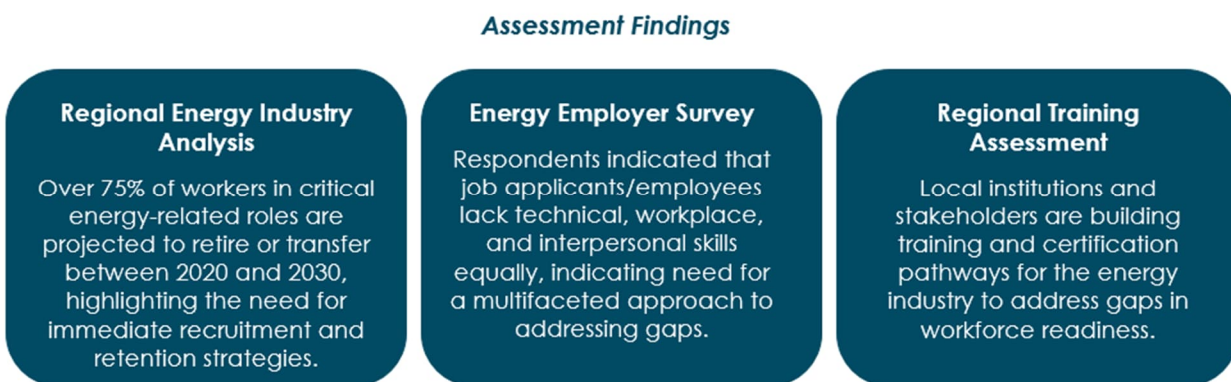 Assessment Findings
Regional Energy Industry
Analysis
Over 75% of workers in critical
energy-related roles are
projected to retire or transfer
between 2020 and 2030,
highlighting the need for
immediate recruitment and
retention strategies.
Energy Employer Survey
Respondents indicated that
job applicants/employees
lack technical, workplace,
and interpersonal skills
equally, indicating need for
a multifaceted approach to
addressing gaps.
Regional Training
Assessment
Local institutions and
stakeholders are building
training and certification
pathways for the energy
industry to address gaps in
workforce readiness.